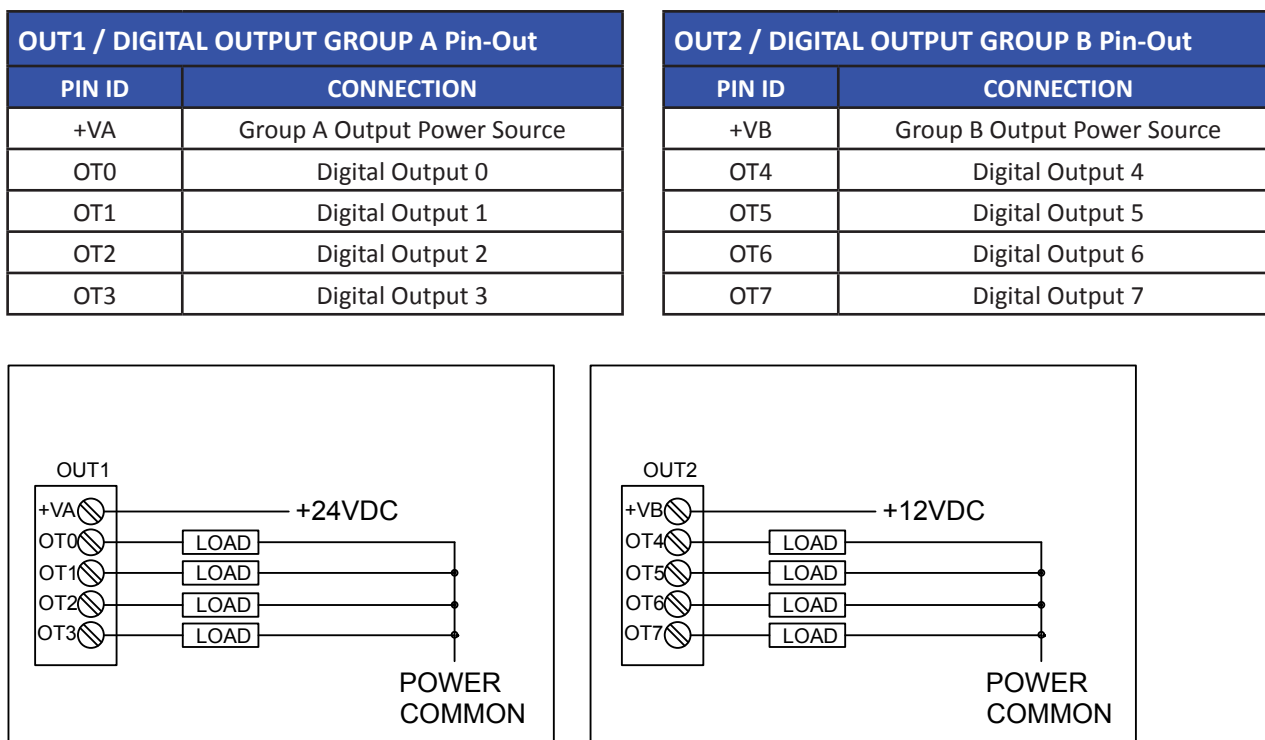 OUT1 / DIGITAL OUTPUT GROUP A Pin-Out
PIN ID CONNECTION
+VA Group A Output Power Source
OT0 Digital Output 0
OT1 Digital Output 1
OT2 Digital Output 2
OT3 Digital Output 3
OUT2 / DIGITAL OUTPUT GROUP B Pin-Out
PIN ID CONNECTION
+VB Group B Output Power Source
OT4 Digital Output 4
OT5 Digital Output 5
OT6 Digital Output 6
OT7 Digital Output 7
OUT1
+VA +24VDC
OT0 LOAD
OT1 LOAD
OT2 LOAD
OT3 LOAD
POWER
COMMON
OUT2
+VB +12VDC
OT4 LOAD
OT5 LOAD
OT6 LOAD
OT7 LOAD
POWER
COMMON